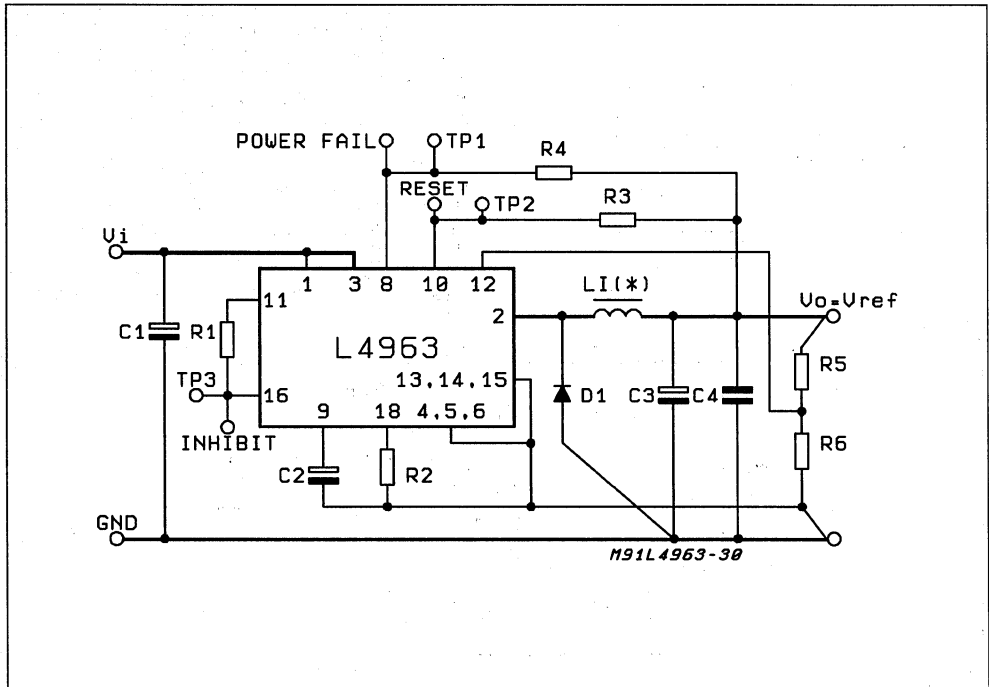 POWER FAIL
TP1
R4
RESET
TP2
R3
Vi
1
3
8
10
12
LI(*)
Vo=Vref
11
2
C1
R1
L4963
R5
13,14,15
TP3
16
D1
C3
C4
9
18
4,5,6
R6
INHIBIT
C2
R2
GND
M91L4963-30